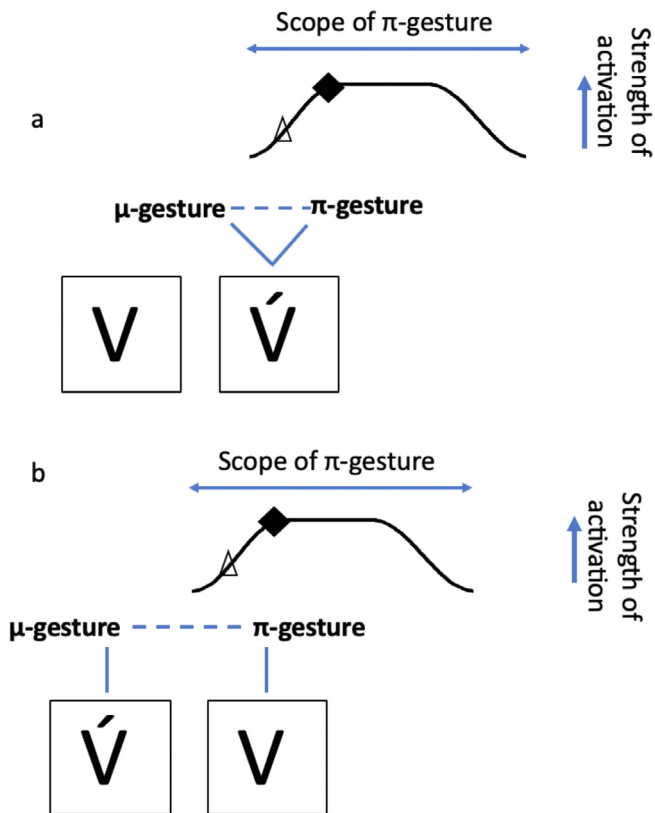 Scope of π-gesture
Strength of
activation
a
μ-gesture
π-gesture
V
V́
Scope of π-gesture
b
Strength of
activation
μ-gesture
π-gesture
V́
V